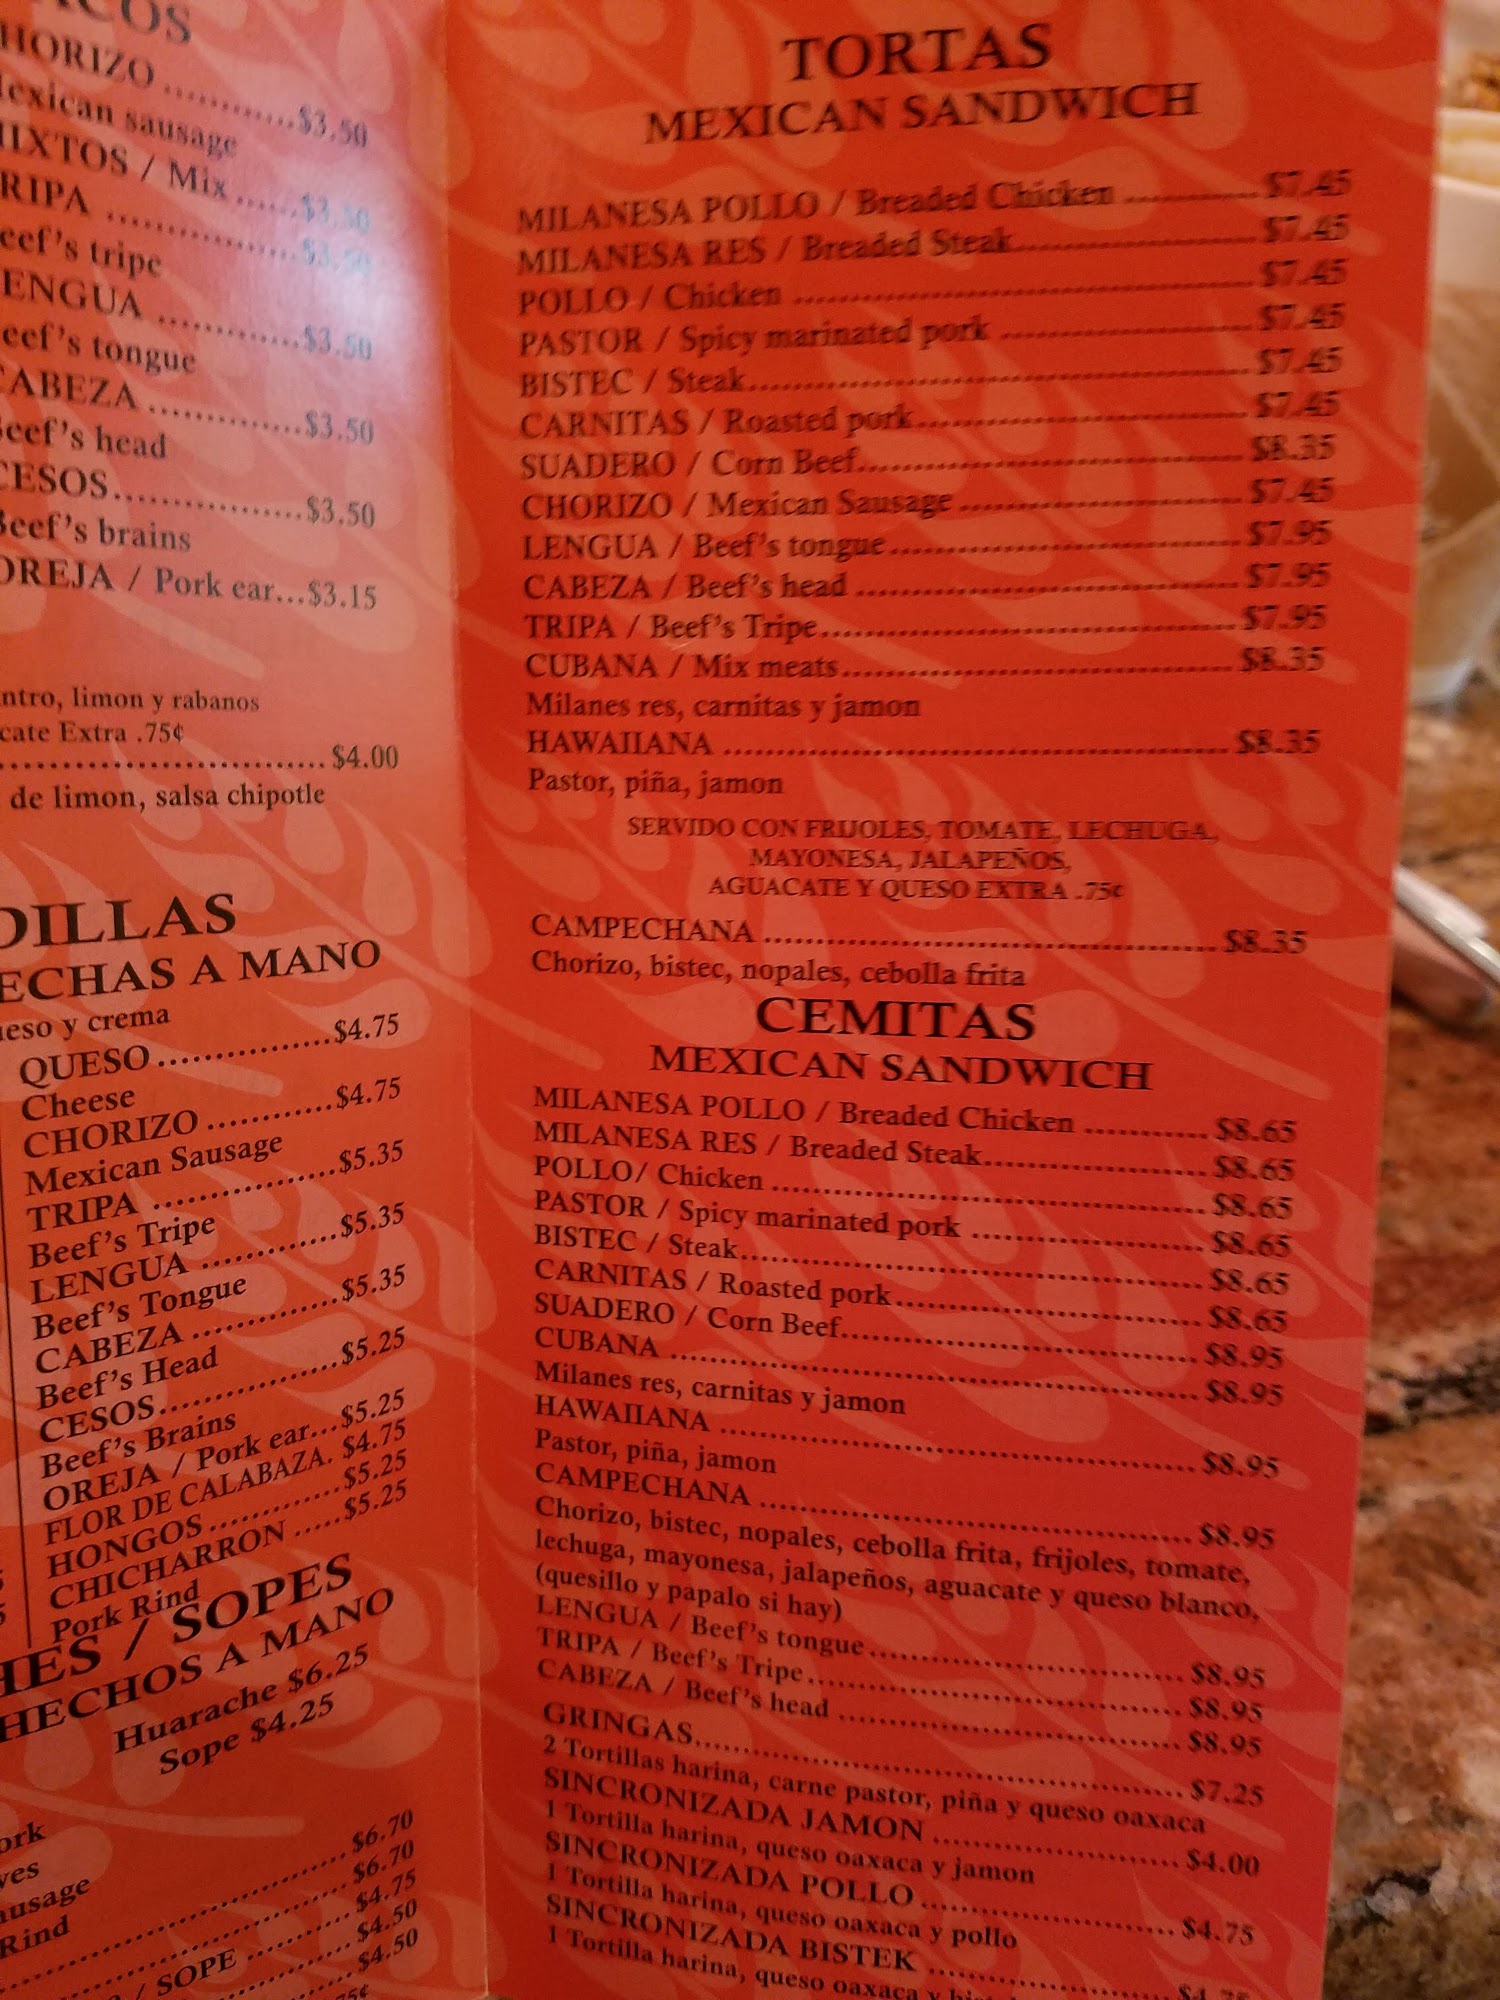 ACOS
HORIZO ............$3.50
Mexican sausage
MIXTOS / Mix ......$3.50
RIPA ................$3.50
eef's tripe
ENGUA .............$3.50
eef's tongue
CABEZA .............$3.50
Beef's head
CESOS................$3.50
Beef's brains
OREJA / Pork ear...$3.15
ntro, limon y rabanos
cate Extra .75¢
............................ $4.00
de limon, salsa chipotle
DILLAS
ECHAS A MANO
ueso y crema
QUESO ................$4.75
Cheese
CHORIZO ............$4.75
Mexican Sausage
TRIPA .................$5.35
Beef's Tripe
LENGUA .............$5.35
Beef's Tongue
CABEZA .............$5.35
Beef's Head
CESOS................$5.25
Beef's Brains
OREJA / Pork ear...$5.25
FLOR DE CALABAZA. $4.75
HONGOS ............$5.25
CHICHARRON .....$5.25
Pork Rind
HES / SOPES
HECHOS A MANO
Huarache $6.25
Sope $4.25
ork
ves
ausage
Rind
$6.70
$6.70
/ SOPE ..........$4.75
$4.50
$4.50
75¢
TORTAS
MEXICAN SANDWICH
MILANESA POLLO / Breaded Chicken ............$7.45
MILANESA RES / Breaded Steak......................$7.45
POLLO / Chicken ..........................................$7.45
PASTOR / Spicy marinated pork ......................$7.45
BISTEC / Steak..............................................$7.45
CARNITAS / Roasted pork..............................$7.45
SUADERO / Corn Beef...................................$8.35
CHORIZO / Mexican Sausage .........................$7.45
LENGUA / Beef's tongue................................$7.95
CABEZA / Beef's head ...................................$7.95
TRIPA / Beef's Tripe......................................$7.95
CUBANA / Mix meats....................................$8.35
Milanes res, carnitas y jamon
HAWAIIANA ................................................$8.35
Pastor, piña, jamon
SERVIDO CON FRIJOLES, TOMATE, LECHUGA,
MAYONESA, JALAPEÑOS,
AGUACATE Y QUESO EXTRA .75¢
CAMPECHANA .............................................$8.35
Chorizo, bistec, nopales, cebolla frita
CEMITAS
MEXICAN SANDWICH
MILANESA POLLO / Breaded Chicken ............$8.65
MILANESA RES / Breaded Steak......................$8.65
POLLO/ Chicken ..........................................$8.65
PASTOR / Spicy marinated pork ......................$8.65
BISTEC / Steak..............................................$8.65
CARNITAS / Roasted pork..............................$8.65
SUADERO / Corn Beef...................................$8.95
CUBANA .....................................................$8.95
Milanes res, carnitas y jamon
HAWAIIANA ................................................$8.95
Pastor, piña, jamon
CAMPECHANA .............................................$8.95
Chorizo, bistec, nopales, cebolla frita, frijoles, tomate,
lechuga, mayonesa, jalapeños, aguacate y queso blanco,
(quesillo y papalo si hay)
LENGUA / Beef's tongue................................$8.95
TRIPA / Beef's Tripe......................................$8.95
CABEZA / Beef's head ...................................$8.95
GRINGAS.....................................................$7.25
2 Tortillas harina, carne pastor, piña y queso oaxaca
SINCRONIZADA JAMON ..............................$4.00
1 Tortilla harina, queso oaxaca y jamon
SINCRONIZADA POLLO ...............................$4.75
1 Tortilla harina, queso oaxaca y pollo
SINCRONIZADA BISTEK
1 Tortilla harina, queso oaxaca y